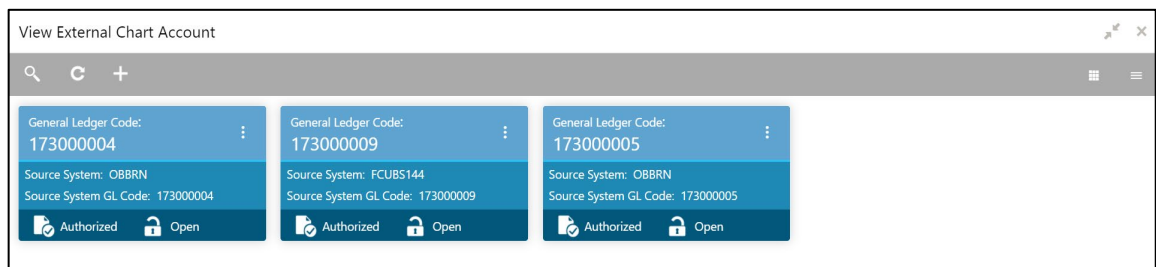 View External Chart Account
General Ledger Code:
173000004
Source System: OBBRN
Source System GL Code: 173000004
Authorized Open
General Ledger Code:
173000009
Source System: FCUBS144
Source System GL Code: 173000009
Authorized Open
General Ledger Code:
173000005
Source System: OBBRN
Source System GL Code: 173000005
Authorized Open